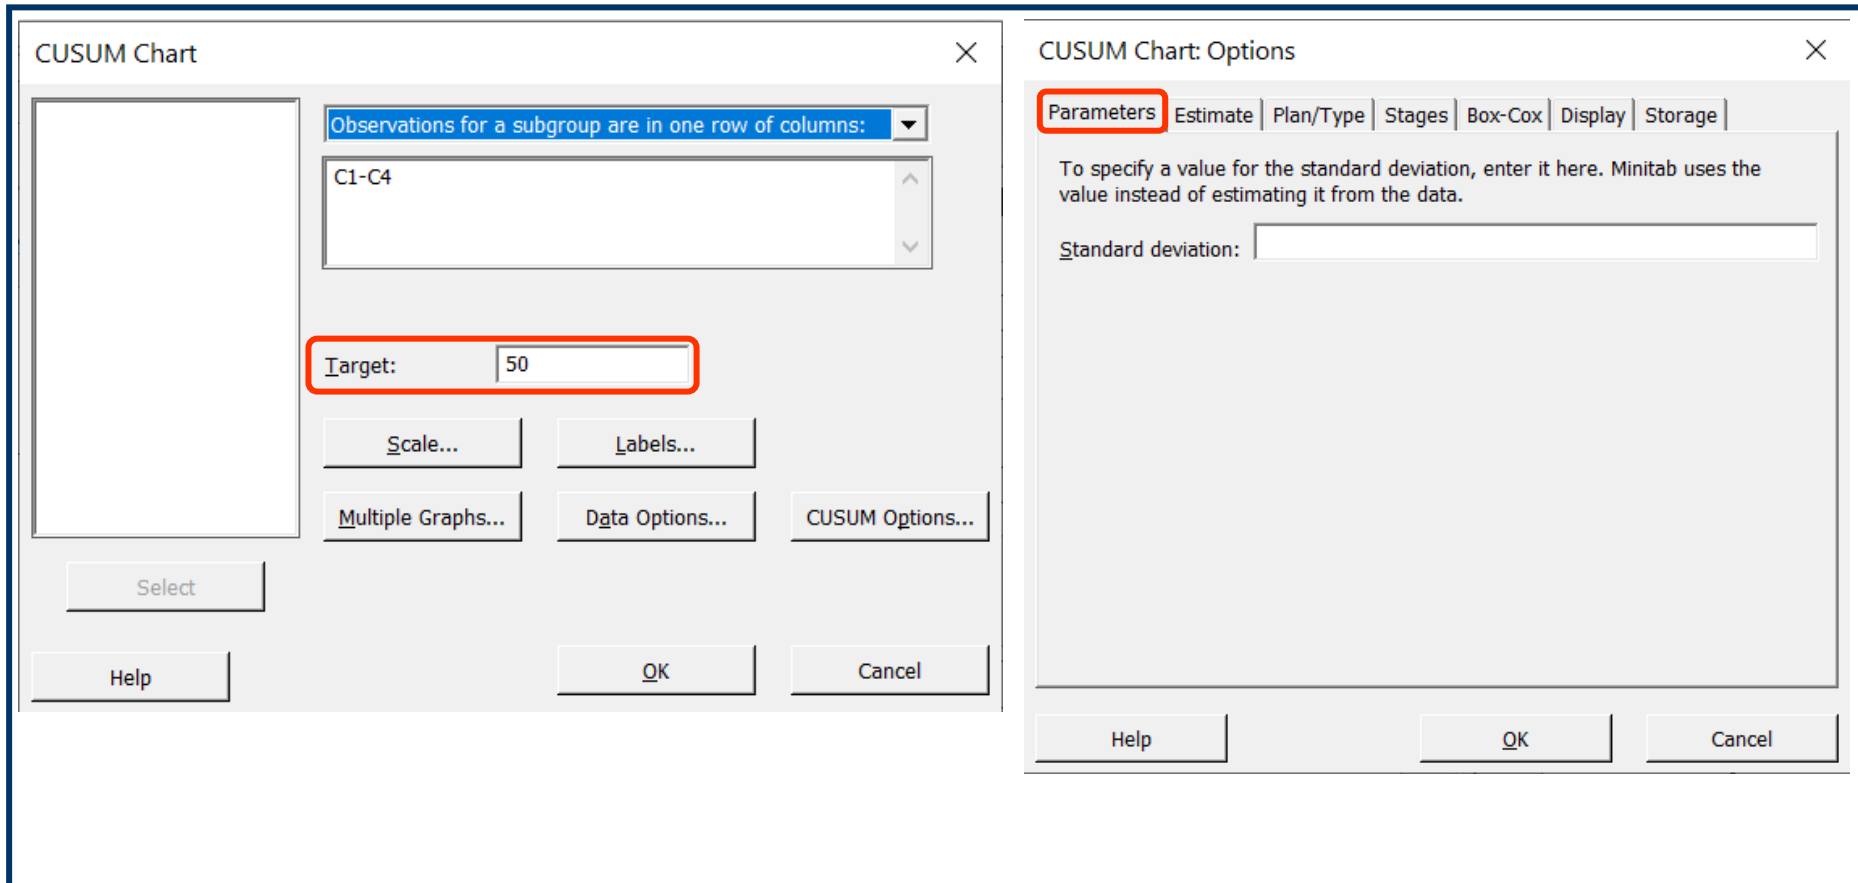 CUSUM Chart
Observations for a subgroup are in one row of columns:
C1-C4
Target:
50
Scale...
Labels...
Multiple Graphs...
Data Options...
CUSUM Options...
Select
Help
OK
Cancel
CUSUM Chart: Options
Parameters Estimate Plan/Type Stages Box-Cox Display Storage
To specify a value for the standard deviation, enter it here. Minitab uses the
value instead of estimating it from the data.
Standard deviation:
Help
OK
Cancel